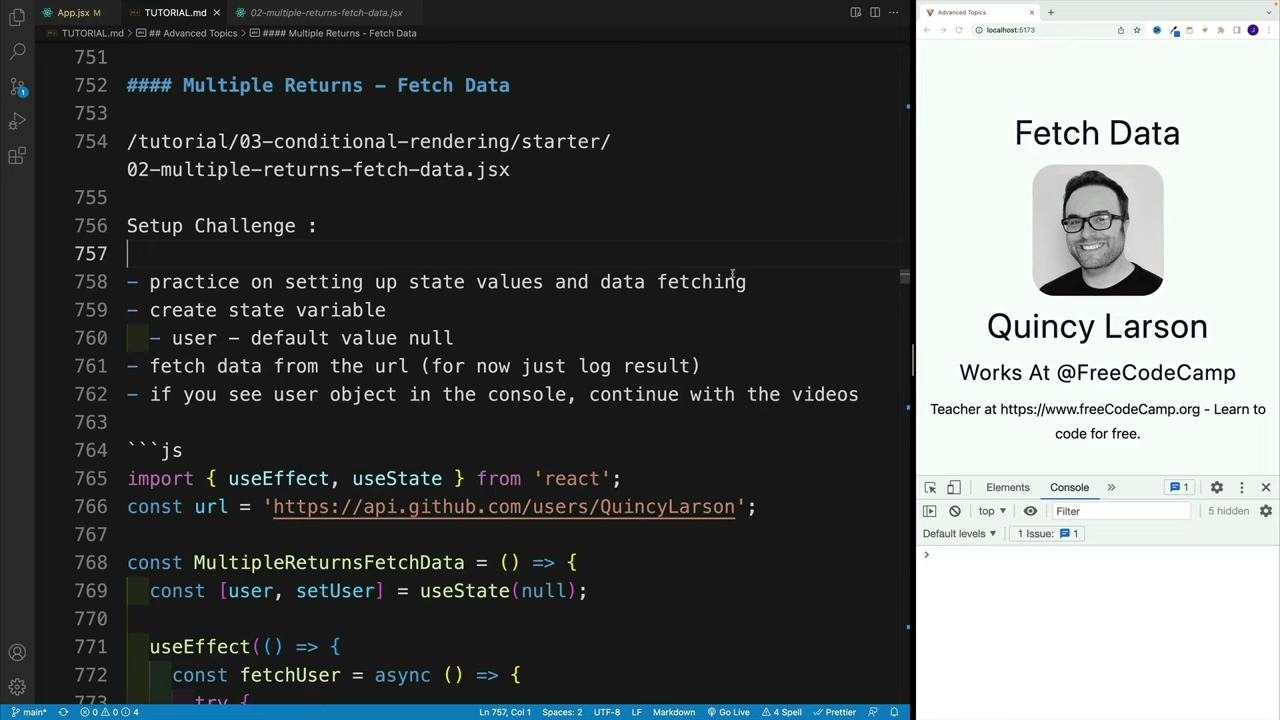 App.jsx M
TUTORIAL.md
02-multiple-returns-fetch-data.jsx
TUTORIAL.md > ## Advanced Topics > #### Multiple Returns - Fetch Data
751
752 #### Multiple Returns - Fetch Data
753
754 /tutorial/03-conditional-rendering/starter/
02-multiple-returns-fetch-data.jsx
755
756 Setup Challenge :
757
758 - practice on setting up state values and data fetching
759 - create state variable
760 - user - default value null
761 - fetch data from the url (for now just log result)
762 - if you see user object in the console, continue with the videos
763
764 ```js
765 import { useEffect, useState } from 'react';
766 const url = 'https://api.github.com/users/QuincyLarson';
767
768 const MultipleReturnsFetchData = () => {
769 const [user, setUser] = useState(null);
770
771 useEffect(() => {
772 const fetchUser = async () => {
773 try {
1
main* 0 0 4
Ln 757, Col 1 Spaces: 2 UTF-8 LF Markdown Go Live 4 Spell Prettier
Advanced Topics
localhost:5173
J
Fetch Data
Quincy Larson
Works At @FreeCodeCamp
Teacher at https://www.freeCodeCamp.org - Learn to
code for free.
Elements Console 1
top Filter 5 hidden
Default levels 1 Issue: 1